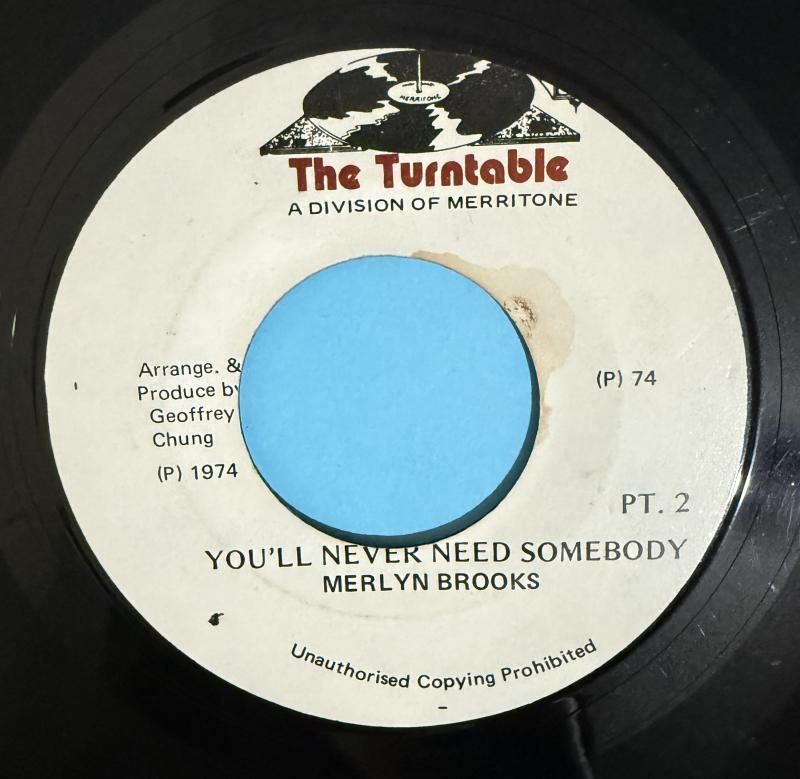 MERRITONE
The Turntable
A DIVISION OF MERRITONE
Arrange. &
Produce by
Geoffrey
Chung
(P) 1974
(P) 74
PT. 2
YOU'LL NEVER NEED SOMEBODY
MERLYN BROOKS
Unauthorised Copying Prohibited